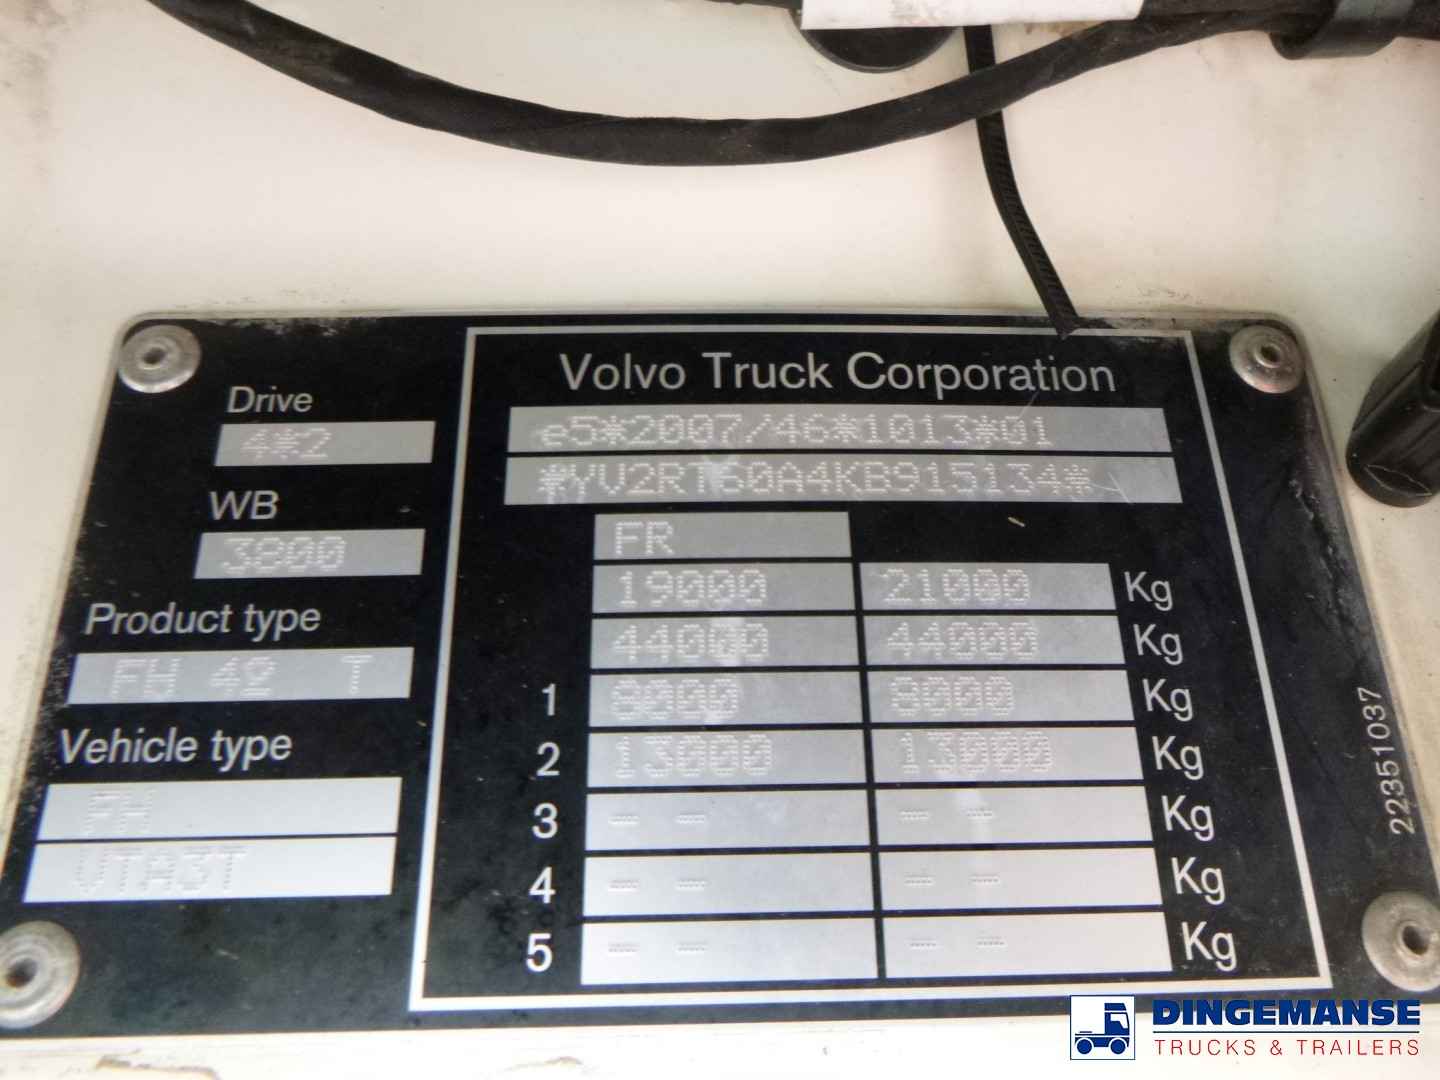 Volvo Truck Corporation
e5*2007/46*1013*01
*YV2RT60A4KB915134*
Drive
4*2
WB
3800
Product type
FH 42 T
Vehicle type
FH
VTA3T
FR
19000 21000 Kg
44000 44000 Kg
1 8000 8000 Kg
2 13000 13000 Kg
3 -- -- -- -- Kg
4 -- -- -- -- Kg
5 -- -- -- -- Kg
22351037
DINGEMANSE
TRUCKS & TRAILERS